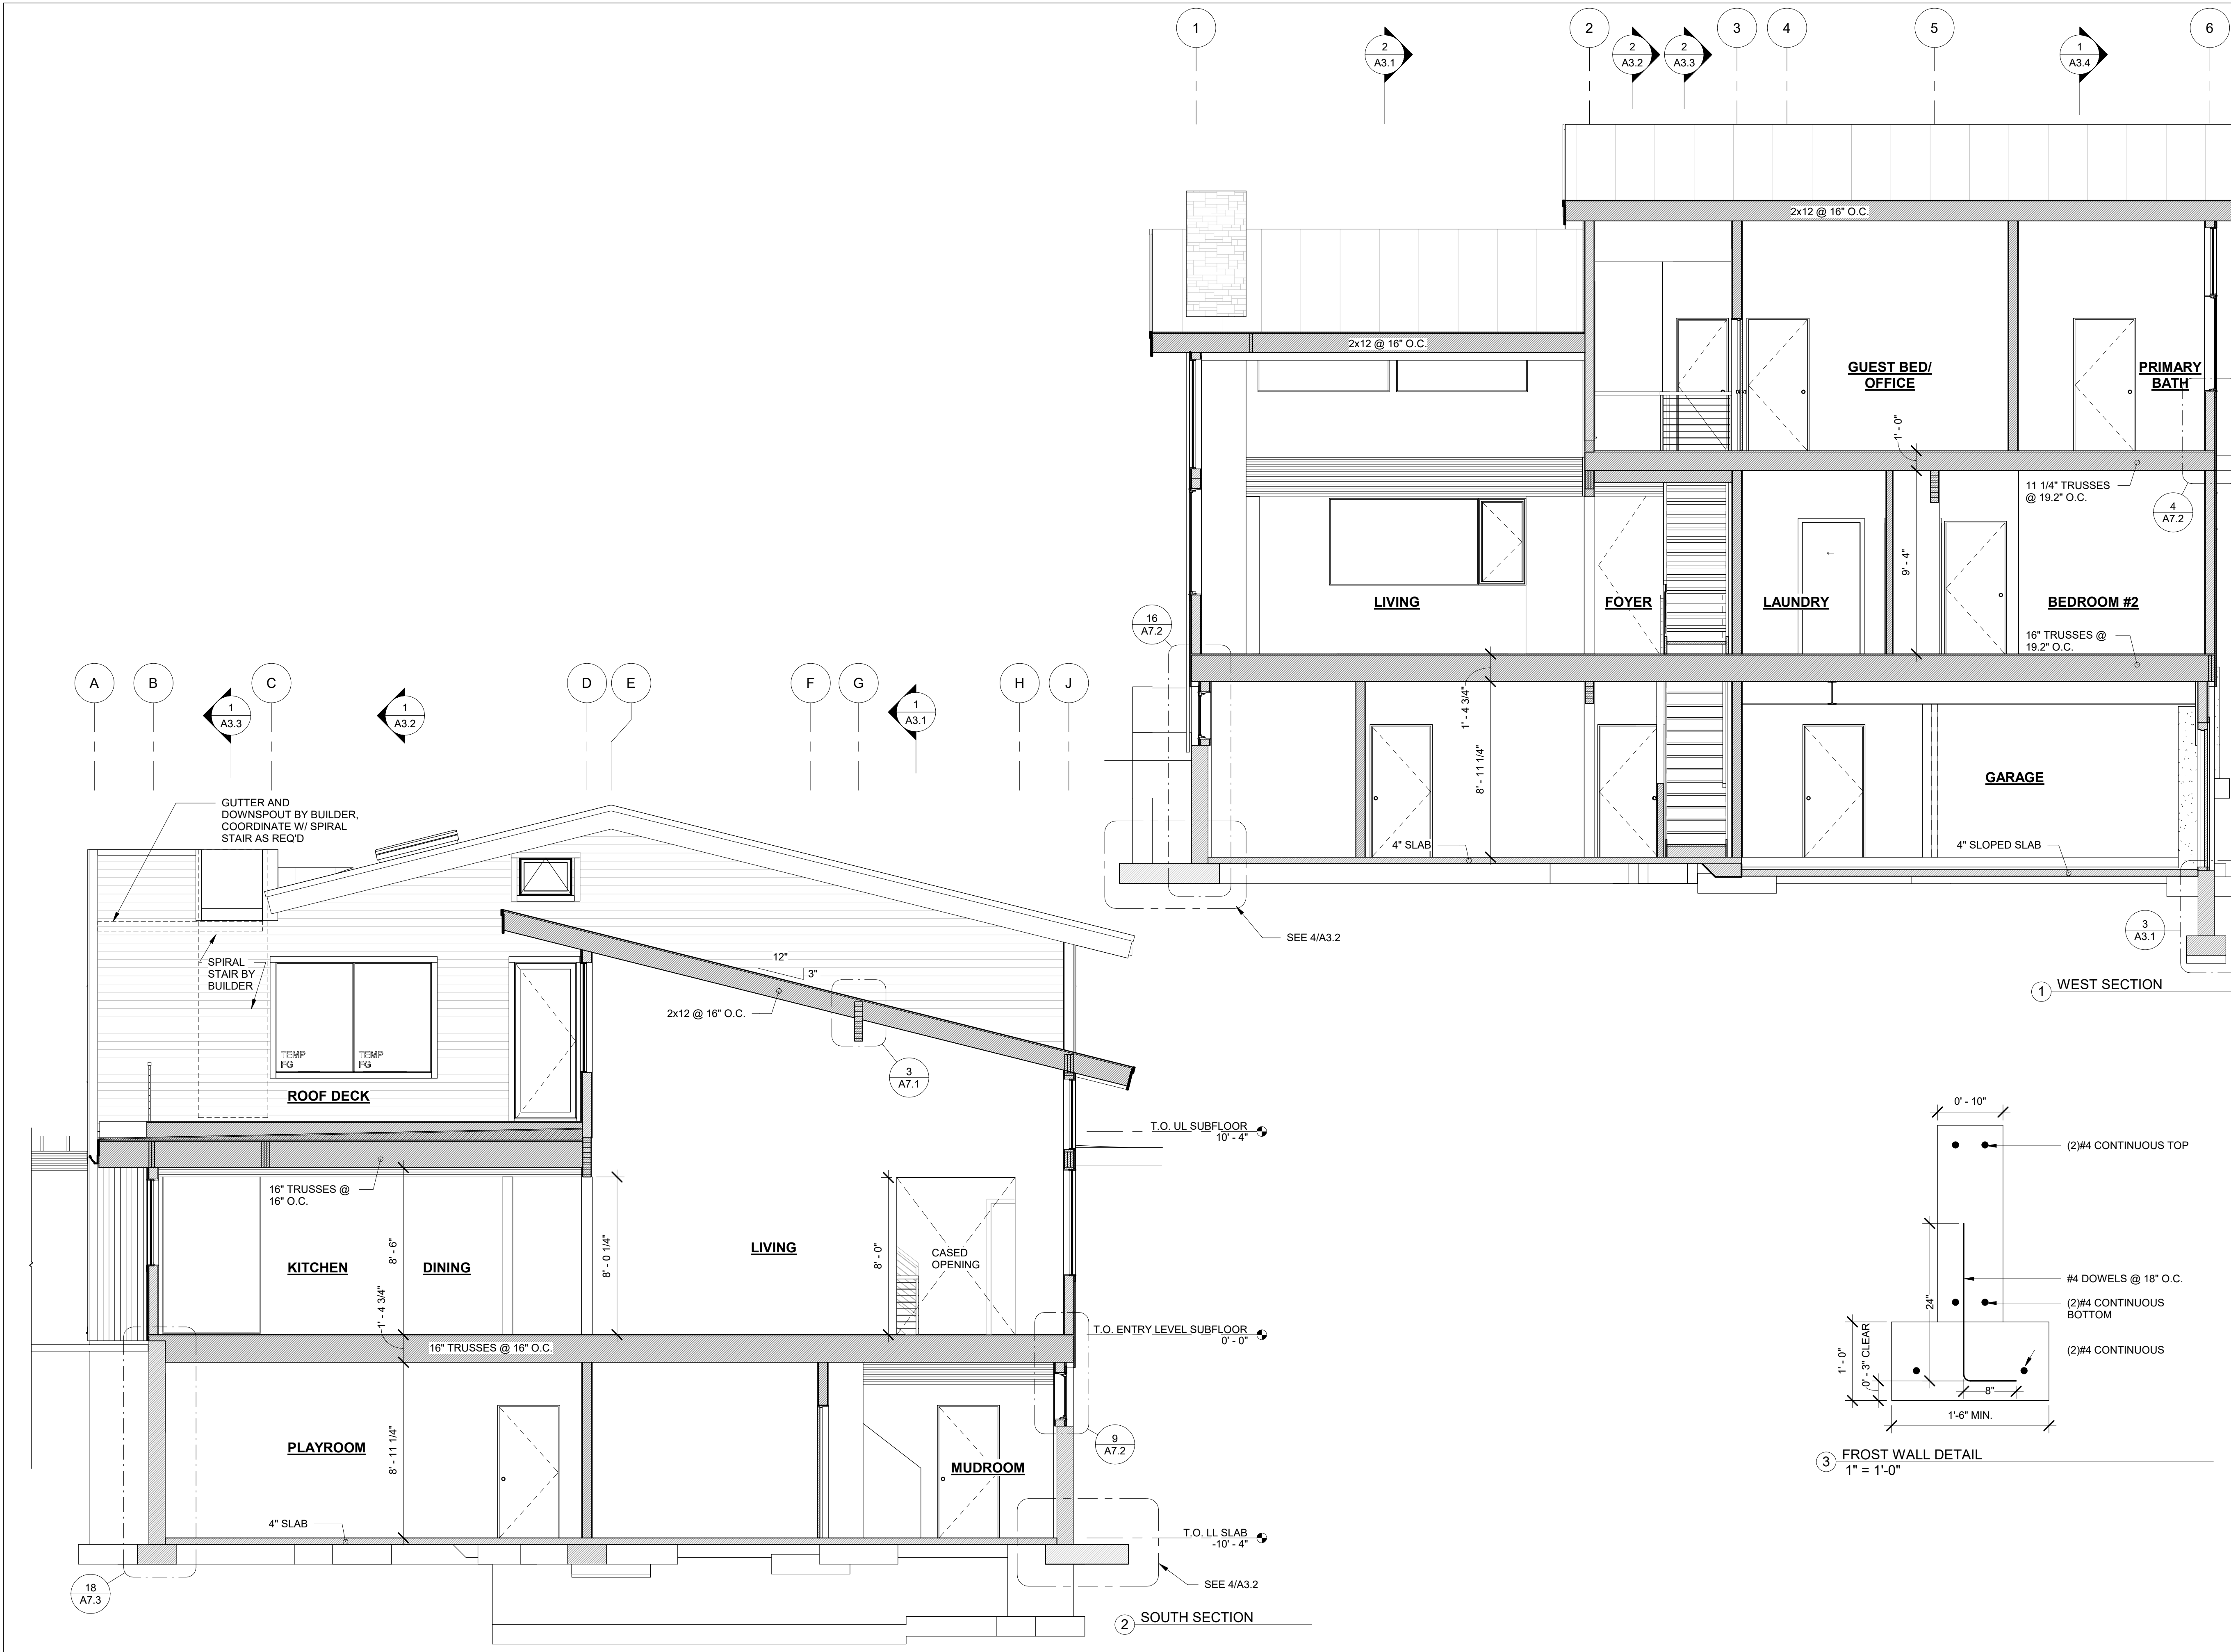 1
2
3
4
5
6
2
A3.1
2
A3.2
2
A3.3
1
A3.4
2x12 @ 16" O.C.
2x12 @ 16" O.C.
GUEST BED/
OFFICE
PRIMARY
BATH
1' - 0"
11 1/4" TRUSSES
@ 19.2" O.C.
4
A7.2
9' - 4"
LIVING
FOYER
LAUNDRY
BEDROOM #2
16" TRUSSES @
19.2" O.C.
16
A7.2
1' - 4 3/4"
8' - 11 1/4"
GARAGE
4" SLAB
4" SLOPED SLAB
SEE 4/A3.2
3
A3.1
1
WEST SECTION
A
B
C
D
E
F
G
H
J
1
A3.3
1
A3.2
1
A3.1
GUTTER AND
DOWNSPOUT BY BUILDER,
COORDINATE W/ SPIRAL
STAIR AS REQ'D
SPIRAL
STAIR BY
BUILDER
12"
3"
2x12 @ 16" O.C.
TEMP
FG
TEMP
FG
3
A7.1
ROOF DECK
T.O. UL SUBFLOOR
10' - 4"
16" TRUSSES @
16" O.C.
8' - 6"
8' - 0 1/4"
8' - 0"
KITCHEN
DINING
LIVING
CASED
OPENING
1' - 4 3/4"
16" TRUSSES @ 16" O.C.
T.O. ENTRY LEVEL SUBFLOOR
0' - 0"
8' - 11 1/4"
PLAYROOM
MUDROOM
9
A7.2
4" SLAB
T.O. LL SLAB
-10' - 4"
SEE 4/A3.2
18
A7.3
2
SOUTH SECTION
0' - 10"
(2)#4 CONTINUOUS TOP
24"
#4 DOWELS @ 18" O.C.
(2)#4 CONTINUOUS
BOTTOM
(2)#4 CONTINUOUS
1' - 0"
0' - 3" CLEAR
8"
1'-6" MIN.
3
FROST WALL DETAIL
1" = 1'-0"